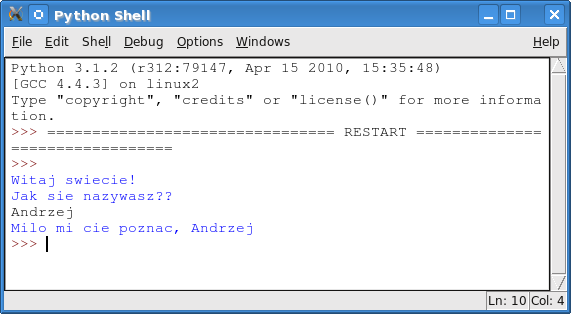 Python Shell
File Edit Shell Debug Options Windows Help
Python 3.1.2 (r312:79147, Apr 15 2010, 15:35:48)
[GCC 4.4.3] on linux2
Type "copyright", "credits" or "license()" for more informa
tion.
>>> ================================ RESTART ==============
==================
>>>
Witaj swiecie!
Jak sie nazywasz??
Andrzej
Milo mi cie poznac, Andrzej
>>>
Ln: 10 Col: 4